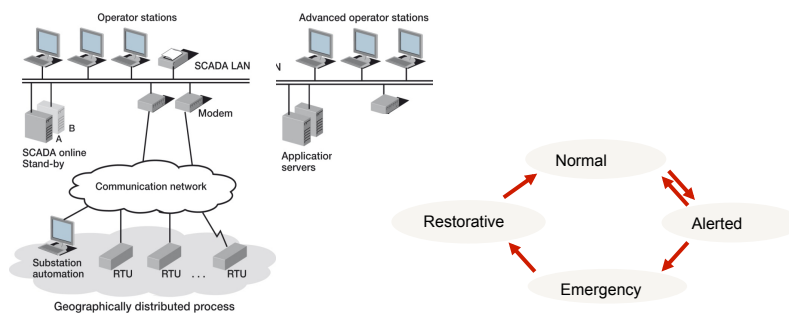 Operator stations
Advanced operator stations
SCADA LAN
N
Modem
B
A
SCADA online
Stand-by
Applicatior
servers
Communication network
Substation
automation
RTU
RTU
...
RTU
Geographically distributed process
Normal
Restorative
Alerted
Emergency